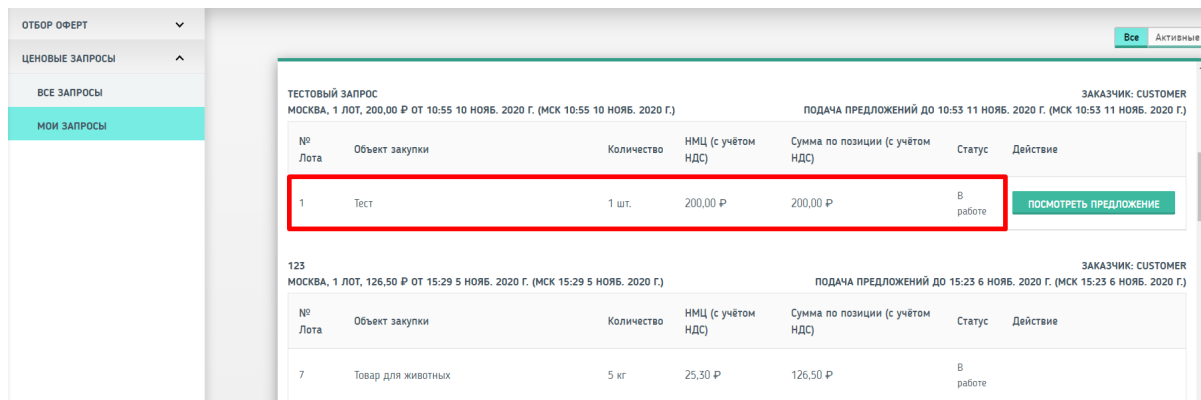 ОТБОР ОФЕРТ
Все Активные
ЦЕНОВЫЕ ЗАПРОСЫ
ВСЕ ЗАПРОСЫ
МОИ ЗАПРОСЫ
ТЕСТОВЫЙ ЗАПРОС ЗАКАЗЧИК: CUSTOMER
МОСКВА, 1 ЛОТ, 200,00 ₽ ОТ 10:55 10 НОЯБ. 2020 Г. (МСК 10:55 10 НОЯБ. 2020 Г.) ПОДАЧА ПРЕДЛОЖЕНИЙ ДО 10:53 11 НОЯБ. 2020 Г. (МСК 10:53 11 НОЯБ. 2020 Г.)
№ Лота Объект закупки Количество НМЦ (с учётом НДС) Сумма по позиции (с учётом НДС) Статус Действие
1 Тест 1 шт. 200,00 ₽ 200,00 ₽ В работе ПОСМОТРЕТЬ ПРЕДЛОЖЕНИЕ
123 ЗАКАЗЧИК: CUSTOMER
МОСКВА, 1 ЛОТ, 126,50 ₽ ОТ 15:29 5 НОЯБ. 2020 Г. (МСК 15:29 5 НОЯБ. 2020 Г.) ПОДАЧА ПРЕДЛОЖЕНИЙ ДО 15:23 6 НОЯБ. 2020 Г. (МСК 15:23 6 НОЯБ. 2020 Г.)
№ Лота Объект закупки Количество НМЦ (с учётом НДС) Сумма по позиции (с учётом НДС) Статус Действие
7 Товар для животных 5 кг 25,30 ₽ 126,50 ₽ В работе